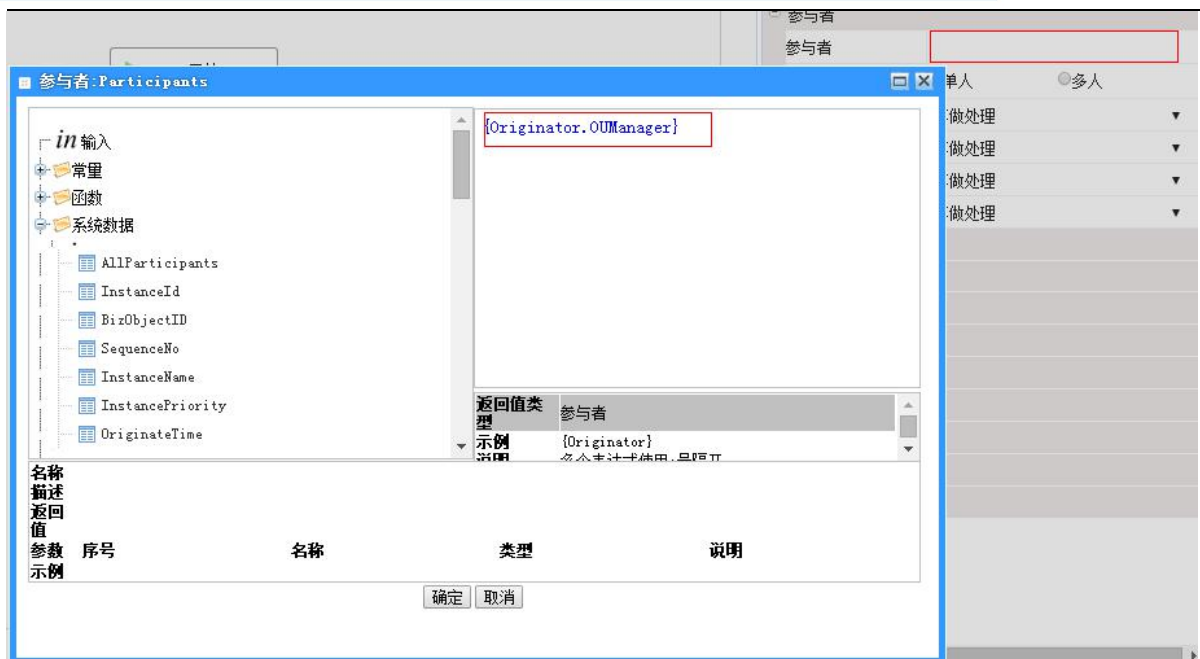 参与者
参与者
参与者:Participants
单人 多人
in 输入
{Originator.OUManager}
做处理
常量
做处理
函数
做处理
系统数据
做处理
AllParticipants
InstanceId
BizObjectID
SequenceNo
InstanceName
InstancePriority
OriginateTime
返回值类型 参与者
示例 {Originator}
说明
名称
描述
返回值
参数 序号 名称 类型 说明
示例
确定 取消